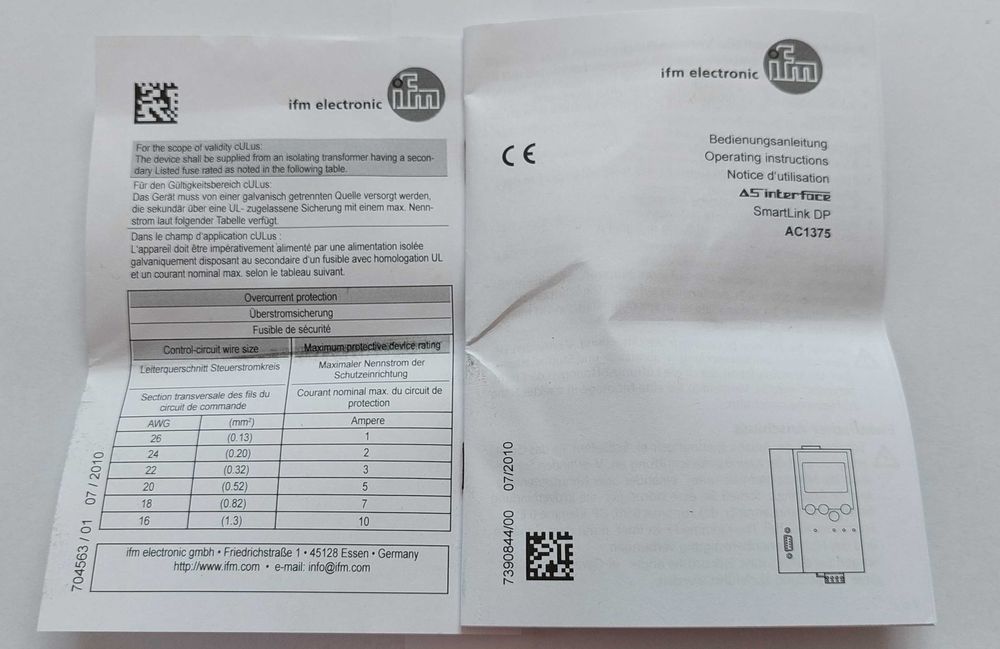 ifm electronic
ifm
For the scope of validity cULus:
The device shall be supplied from an isolating transformer having a secon-
dary Listed fuse rated as noted in the following table.
Für den Gültigkeitsbereich cULus:
Das Gerät muss von einer galvanisch getrennten Quelle versorgt werden,
die sekundär über eine UL- zugelassene Sicherung mit einem max. Nenn-
strom laut folgender Tabelle verfügt.
Dans le champ d'application cULus :
L'appareil doit être impérativement alimenté par une alimentation isolée
galvaniquement disposant au secondaire d'un fusible avec homologation UL
et un courant nominal max. selon le tableau suivant.
Overcurrent protection
Überstromsicherung
Fusible de sécurité
Control-circuit wire size Maximum protective device rating
Leiterquerschnitt Steuerstromkreis Maximaler Nennstrom der
Schutzeinrichtung
Section transversale des fils du Courant nominal max. du circuit de
circuit de commande protection
AWG (mm²) Ampere
26 (0.13) 1
24 (0.20) 2
22 (0.32) 3
20 (0.52) 5
18 (0.82) 7
16 (1.3) 10
ifm electronic gmbh • Friedrichstraße 1 • 45128 Essen • Germany
http://www.ifm.com • e-mail: info@ifm.com
704563 / 01 07 / 2010
ifm electronic
ifm
CE
Bedienungsanleitung
Operating instructions
Notice d'utilisation
AS interface
SmartLink DP
AC1375
7390844/00 07/2010